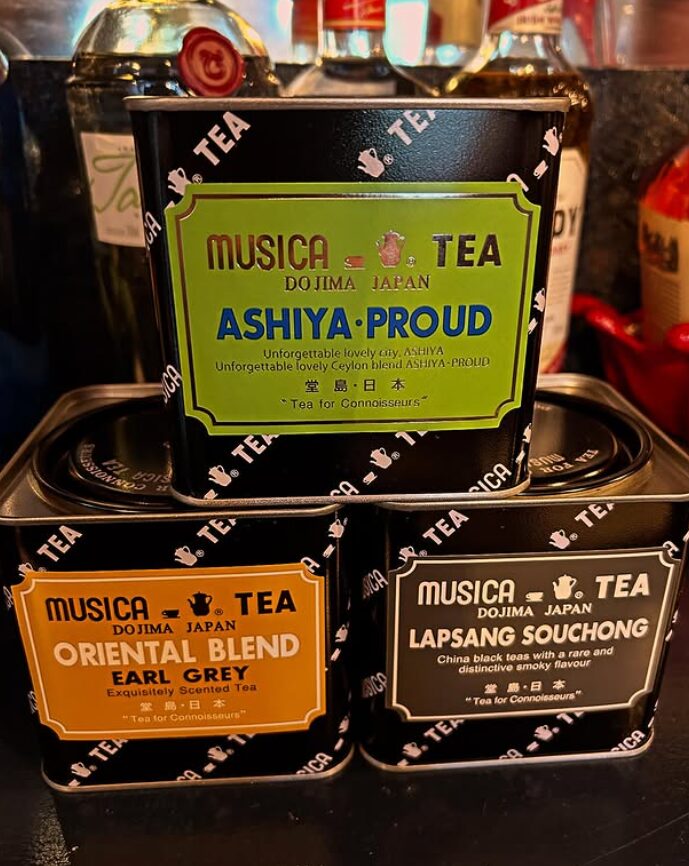 MUSICA TEA
DOJIMA JAPAN
ASHIYA·PROUD
Unforgettable lovely city, ASHIYA
Unforgettable lovely Ceylon blend ASHIYA·PROUD
堂島·日本
"Tea for Connoisseurs"
MUSICA TEA
DOJIMA JAPAN
ORIENTAL BLEND
EARL GREY
Exquisitely Scented Tea
堂島·日本
"Tea for Connoisseurs"
MUSICA TEA
DOJIMA JAPAN
LAPSANG SOUCHONG
China black teas with a rare and
distinctive smoky flavour
堂島·日本
"Tea for Connoisseurs"